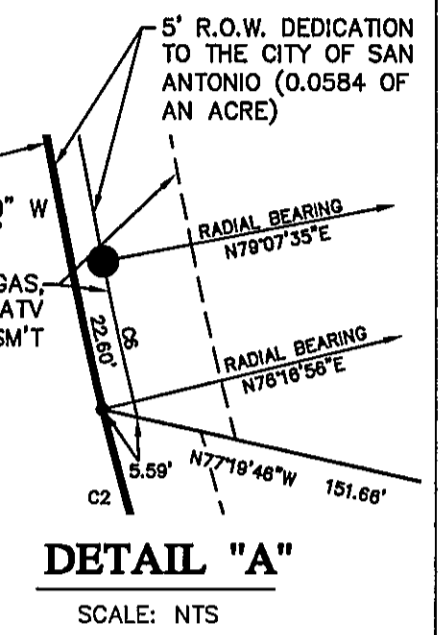 5' R.O.W. DEDICATION
TO THE CITY OF SAN
ANTONIO (0.0584 OF
AN ACRE)
" W
RADIAL BEARING
N79°07'35"E
GAS,
ATV
SM'T
22.60'
C6
RADIAL BEARING
N76°16'56"E
5.59'
N77°19'46"W
151.66'
C2
DETAIL "A"
SCALE: NTS